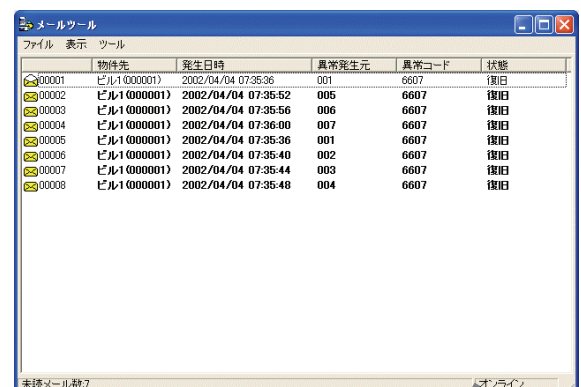 メールツール
ファイル 表示 ツール
物件先 発生日時 異常発生元 異常コード 状態
00001 ビル1(000001) 2002/04/04 07:35:36 001 6607 復旧
00002 ビル1(000001) 2002/04/04 07:35:52 005 6607 復旧
00003 ビル1(000001) 2002/04/04 07:35:56 006 6607 復旧
00004 ビル1(000001) 2002/04/04 07:36:00 007 6607 復旧
00005 ビル1(000001) 2002/04/04 07:35:36 001 6607 復旧
00006 ビル1(000001) 2002/04/04 07:35:40 002 6607 復旧
00007 ビル1(000001) 2002/04/04 07:35:44 003 6607 復旧
00008 ビル1(000001) 2002/04/04 07:35:48 004 6607 復旧
未読メール数:7 オンライン